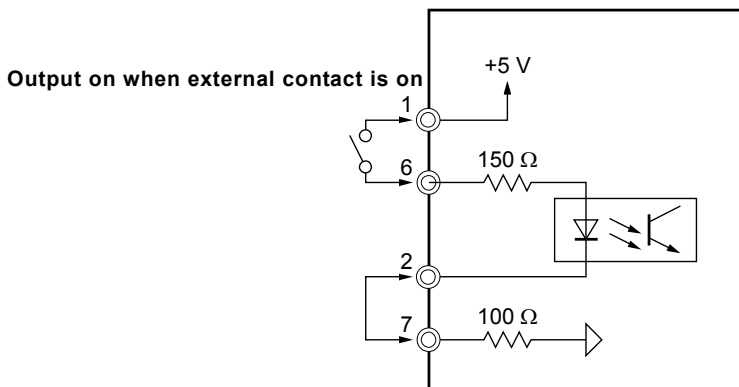 +5 V
Output on when external contact is on
1
6
150 Ω
2
7
100 Ω